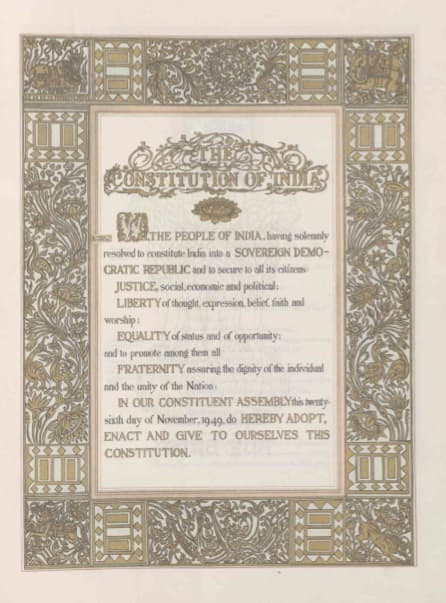 THE
CONSTITUTION OF INDIA
WE, THE PEOPLE OF INDIA, having solemnly
resolved to constitute India into a SOVEREIGN DEMO-
CRATIC REPUBLIC and to secure to all its citizens:
JUSTICE, social, economic and political;
LIBERTY of thought, expression, belief, faith and
worship;
EQUALITY of status and of opportunity;
and to promote among them all
FRATERNITY assuring the dignity of the individual
and the unity of the Nation;
IN OUR CONSTITUENT ASSEMBLY this twenty-
sixth day of November, 1949, do HEREBY ADOPT,
ENACT AND GIVE TO OURSELVES THIS
CONSTITUTION.